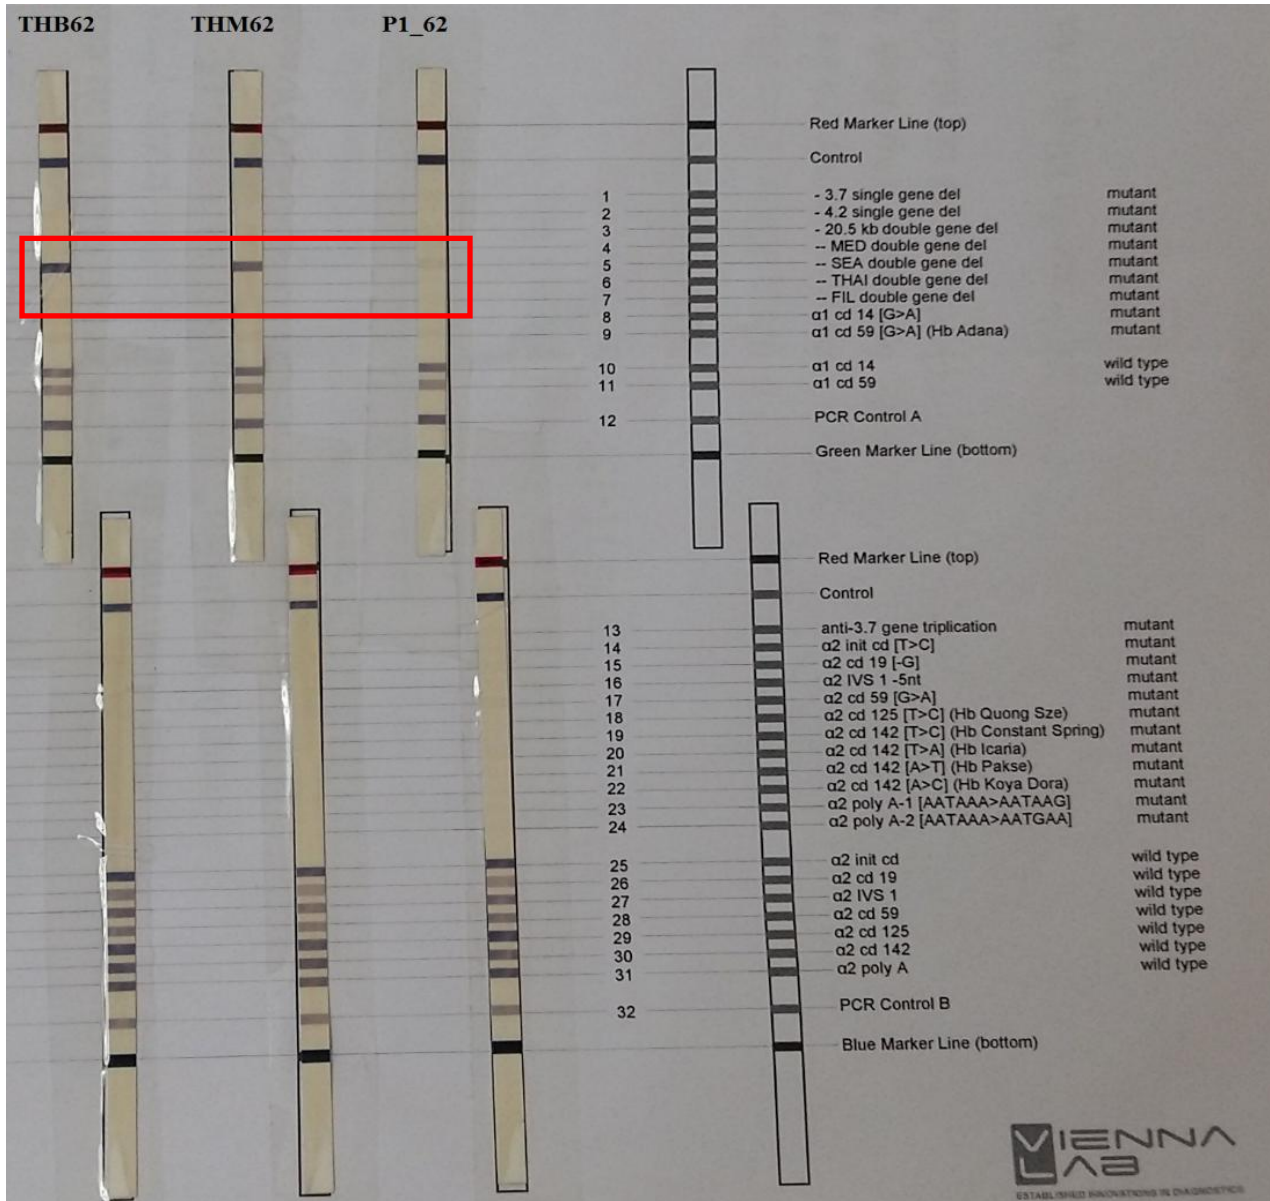 THB62 THM62 P1_62
Red Marker Line (top)
Control
1 - 3.7 single gene del mutant
2 - 4.2 single gene del mutant
3 - 20.5 kb double gene del mutant
4 -- MED double gene del mutant
5 -- SEA double gene del mutant
6 -- THAI double gene del mutant
7 -- FIL double gene del mutant
8 α1 cd 14 [G>A] mutant
9 α1 cd 59 [G>A] (Hb Adana) mutant
10 α1 cd 14 wild type
11 α1 cd 59 wild type
12 PCR Control A
Green Marker Line (bottom)
Red Marker Line (top)
Control
13 anti-3.7 gene triplication mutant
14 α2 init cd [T>C] mutant
15 α2 cd 19 [-G] mutant
16 α2 IVS 1 -5nt mutant
17 α2 cd 59 [G>A] mutant
18 α2 cd 125 [T>C] (Hb Quong Sze) mutant
19 α2 cd 142 [T>C] (Hb Constant Spring) mutant
20 α2 cd 142 [T>A] (Hb Icaria) mutant
21 α2 cd 142 [A>T] (Hb Pakse) mutant
22 α2 cd 142 [A>C] (Hb Koya Dora) mutant
23 α2 poly A-1 [AATAAA>AATAAG] mutant
24 α2 poly A-2 [AATAAA>AATGAA] mutant
25 α2 init cd wild type
26 α2 cd 19 wild type
27 α2 IVS 1 wild type
28 α2 cd 59 wild type
29 α2 cd 125 wild type
30 α2 cd 142 wild type
31 α2 poly A wild type
32 PCR Control B
Blue Marker Line (bottom)
VIENNA
LAB
ESTABLISHED INNOVATIONS IN DIAGNOSTICS